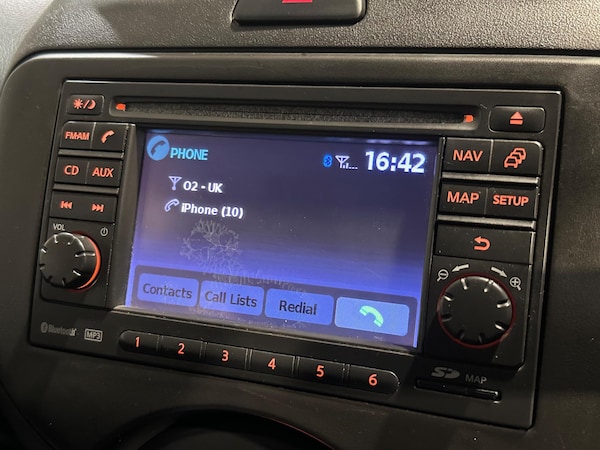 PHONE
16:42
O2 - UK
iPhone (10)
Contacts
Call Lists
Redial
FM·AM
CD
AUX
VOL
NAV
MAP
SETUP
Bluetooth
MP3
1
2
3
4
5
6
SD
MAP